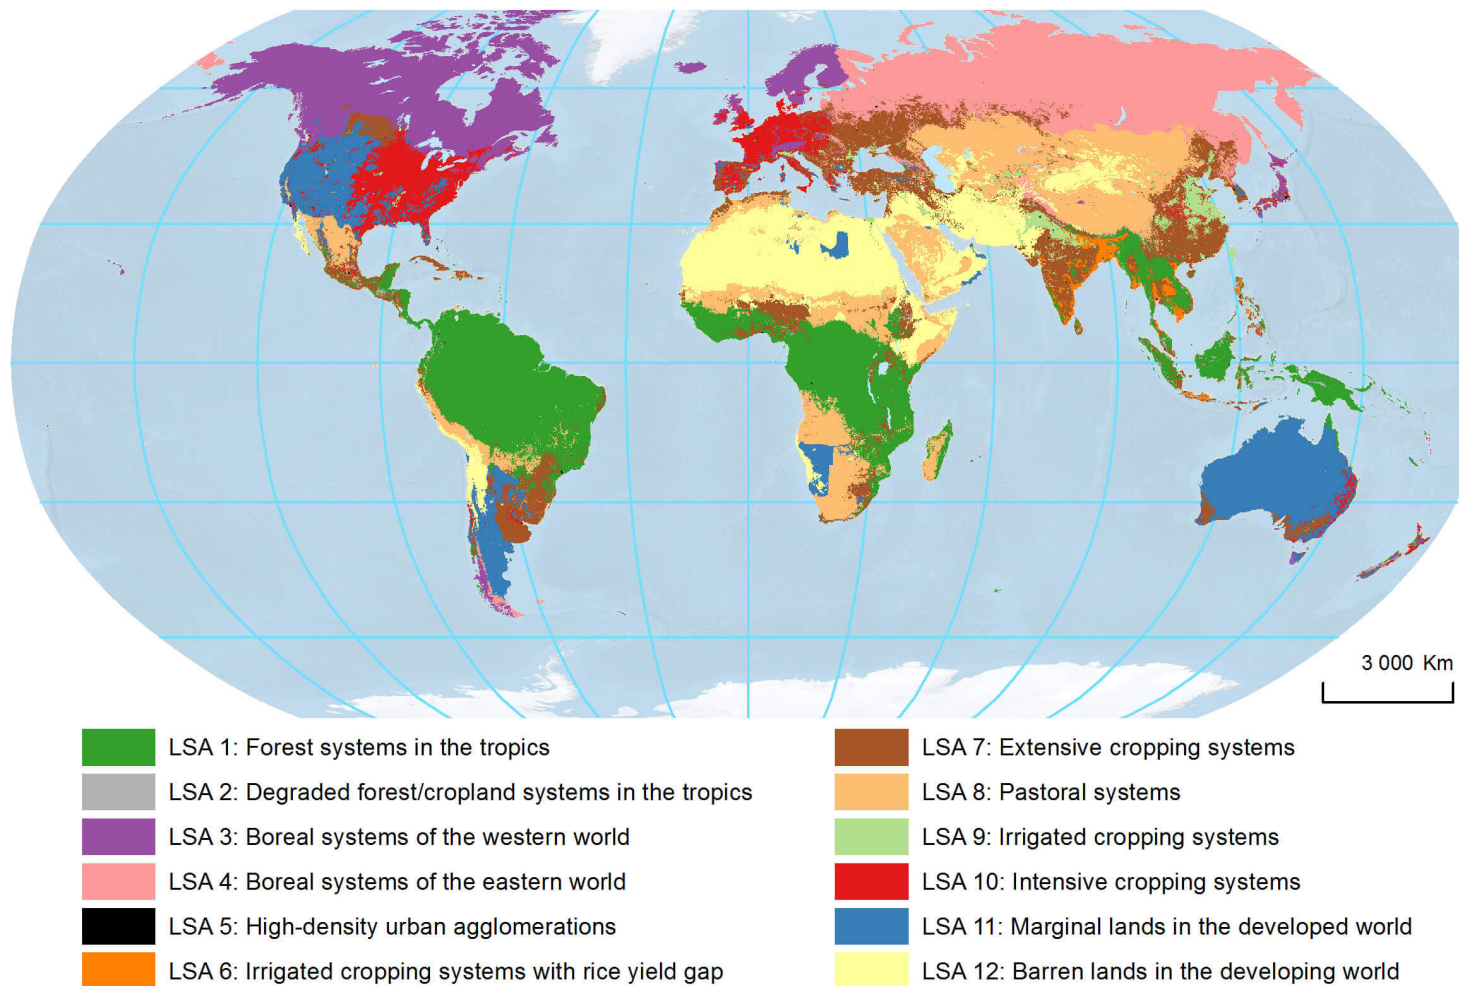 3 000 Km
LSA 1: Forest systems in the tropics
LSA 2: Degraded forest/cropland systems in the tropics
LSA 3: Boreal systems of the western world
LSA 4: Boreal systems of the eastern world
LSA 5: High-density urban agglomerations
LSA 6: Irrigated cropping systems with rice yield gap
LSA 7: Extensive cropping systems
LSA 8: Pastoral systems
LSA 9: Irrigated cropping systems
LSA 10: Intensive cropping systems
LSA 11: Marginal lands in the developed world
LSA 12: Barren lands in the developing world